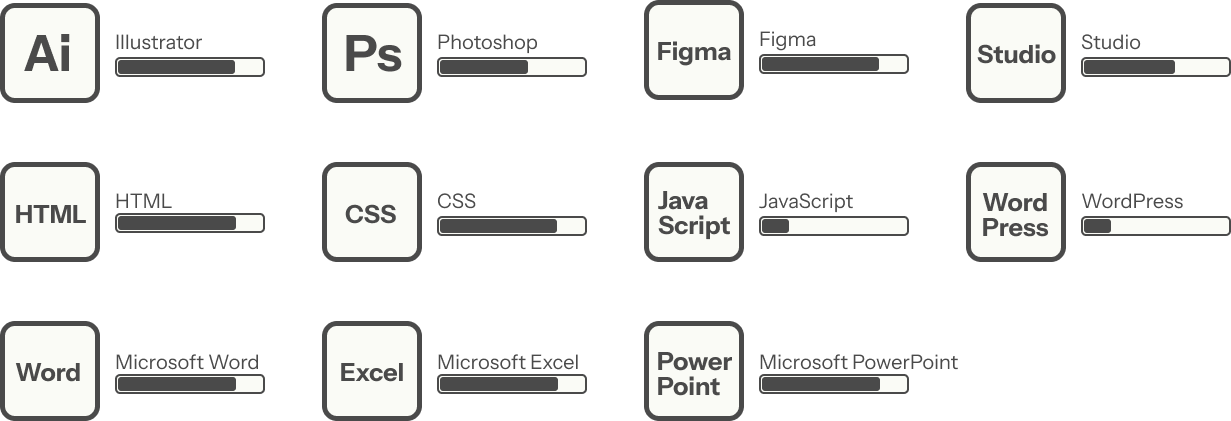 Ai
Illustrator
Ps
Photoshop
Figma
Figma
Studio
Studio
HTML
HTML
CSS
CSS
Java
Script
JavaScript
Word
Press
WordPress
Word
Microsoft Word
Excel
Microsoft Excel
Power
Point
Microsoft PowerPoint